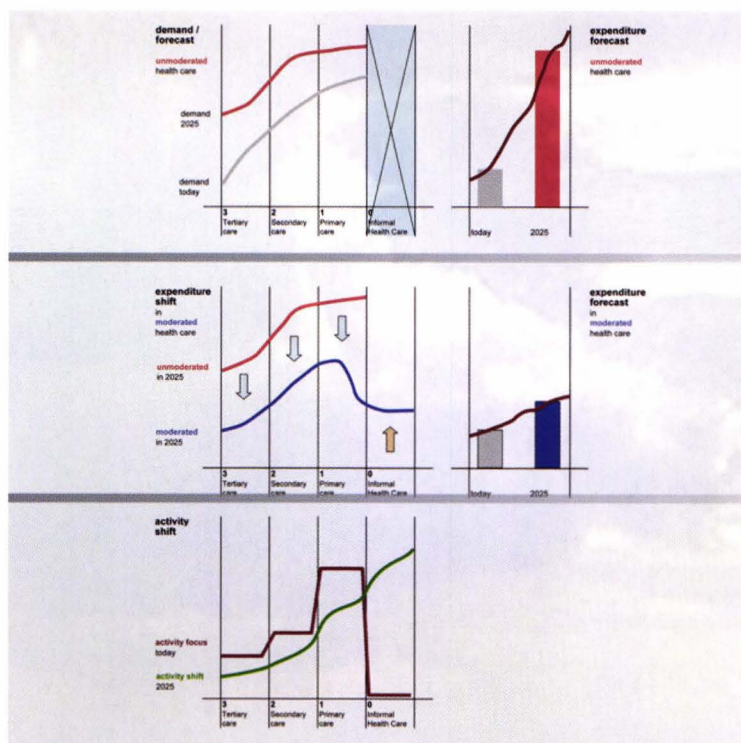 demand /
forecast
unmoderated
health care
demand
2025
demand
today
3
Tertiary
care
2
Secondary
care
1
Primary
care
0
Informal
Health Care
expenditure
forecast
unmoderated
health care
today
2025
expenditure
shift
in
moderated
health care
unmoderated
in 2025
moderated
in 2025
3
Tertiary
care
2
Secondary
care
1
Primary
care
0
Informal
Health Care
expenditure
forecast
in
moderated
health care
today
2025
activity
shift
activity focus
today
activity shift
2025
3
Tertiary
care
2
Secondary
care
1
Primary
care
0
Informal
Health Care